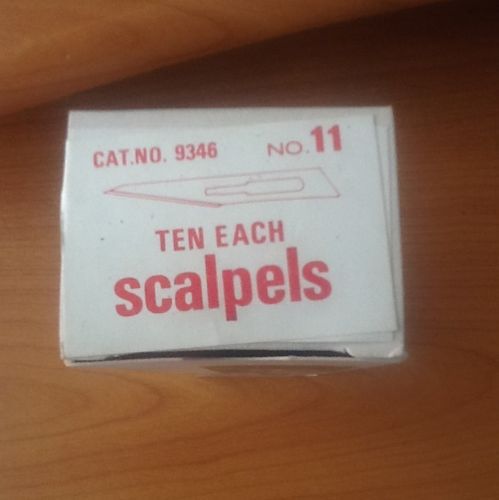 CAT.NO. 9346 NO. 11
TEN EACH
scalpels